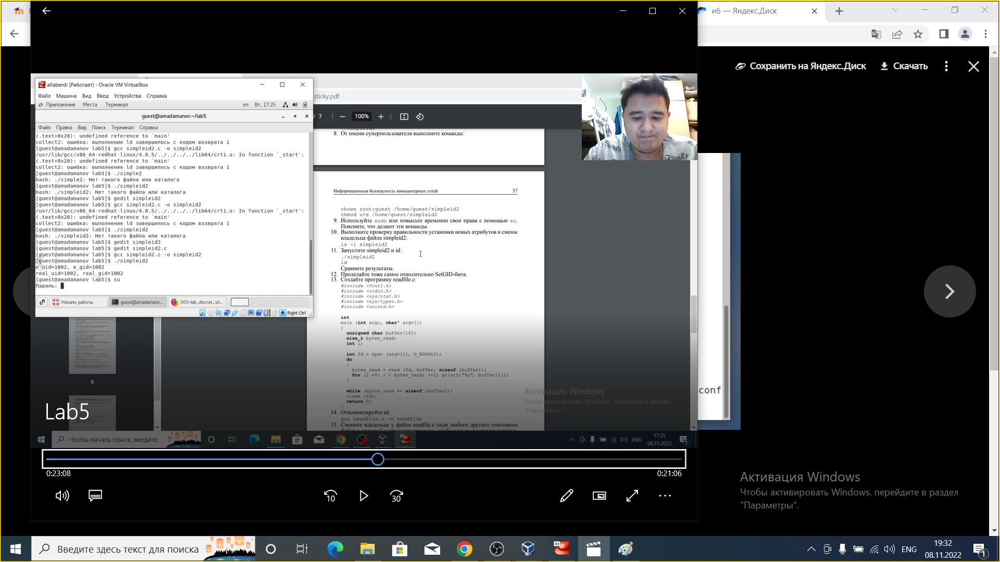 иб — Яндекс.Диск
Сохранить на Яндекс.Диск
Скачать
allaberdi [Работает] - Oracle VM VirtualBox
Файл Машина Вид Ввод Устройства Справка
Приложения Места Терминал en Вт, 17:25
guest@amadamanov:~/lab5
Файл Правка Вид Поиск Терминал Справка
(.text+0x20): undefined reference to `main'
collect2: ошибка: выполнение ld завершилось с кодом возврата 1
[guest@amadamanov lab5]$ gcc simpleid2.c -o simpleid2
/usr/lib/gcc/x86_64-redhat-linux/4.8.5/../../../../lib64/crt1.o: In function `_start':
(.text+0x20): undefined reference to `main'
collect2: ошибка: выполнение ld завершилось с кодом возврата 1
[guest@amadamanov lab5]$ ./simple2
bash: ./simple2: Нет такого файла или каталога
[guest@amadamanov lab5]$ ./simpleid2
bash: ./simpleid2: Нет такого файла или каталога
[guest@amadamanov lab5]$ gedit simpleid2
[guest@amadamanov lab5]$ gcc simpleid2.c -o simpleid2
/usr/lib/gcc/x86_64-redhat-linux/4.8.5/../../../../lib64/crt1.o: In function `_start':
(.text+0x20): undefined reference to `main'
collect2: ошибка: выполнение ld завершилось с кодом возврата 1
[guest@amadamanov lab5]$ ./simpleid2
bash: ./simpleid2: Нет такого файла или каталога
[guest@amadamanov lab5]$ gedit simpleid2
[guest@amadamanov lab5]$ gedit simpleid2.c
[guest@amadamanov lab5]$ gcc simpleid2.c -o simpleid2
[guest@amadamanov lab5]$ ./simpleid2
e_uid=1002, e_gid=1002
real_uid=1002, real_gid=1002
[guest@amadamanov lab5]$ su
Пароль:
Начало работы guest@amadamano... 005-lab_discret_sti...
Right Ctrl
sticky.pdf
/ 7 100%
8. От имени суперпользователя выполните команды:
Информационная безопасность компьютерных сетей 37
chown root:guest /home/guest/simpleid2
chmod u+s /home/guest/simpleid2
9. Используйте sudo или повысьте временно свои права с помощью su.
Поясните, что делают эти команды.
10. Выполните проверку правильности установки новых атрибутов и смены
владельца файла simpleid2:
ls -l simpleid2
11. Запустите simpleid2 и id:
./simpleid2
id
Сравните результаты.
12. Проделайте тоже самое относительно SetGID-бита.
13. Создайте программу readfile.c:
#include <fcntl.h>
#include <stdio.h>
#include <sys/stat.h>
#include <sys/types.h>
#include <unistd.h>
int
main (int argc, char* argv[])
{
unsigned char buffer[16];
size_t bytes_read;
int i;
int fd = open (argv[1], O_RDONLY);
do
{
bytes_read = read (fd, buffer, sizeof (buffer));
for (i =0; i < bytes_read; ++i) printf("%c", buffer[i]);
}
while (bytes_read == sizeof (buffer));
close (fd);
return 0;
}
14. Откомпилируйте её.
gcc readfile.c -o readfile
15. Смените владельца у файла readfile.c (или любого другого текстового
6
Lab5
Активация Windows
Чтобы активировать Windows, перейдите в раздел
"Параметры".
conf
Чтобы начать поиск, введите
ENG
17:25
08.11.2022
1
0:23:08
0:21:06
10
30
Активация Windows
Чтобы активировать Windows, перейдите в раздел
"Параметры".
Введите здесь текст для поиска
64
ENG
19:32
08.11.2022
1